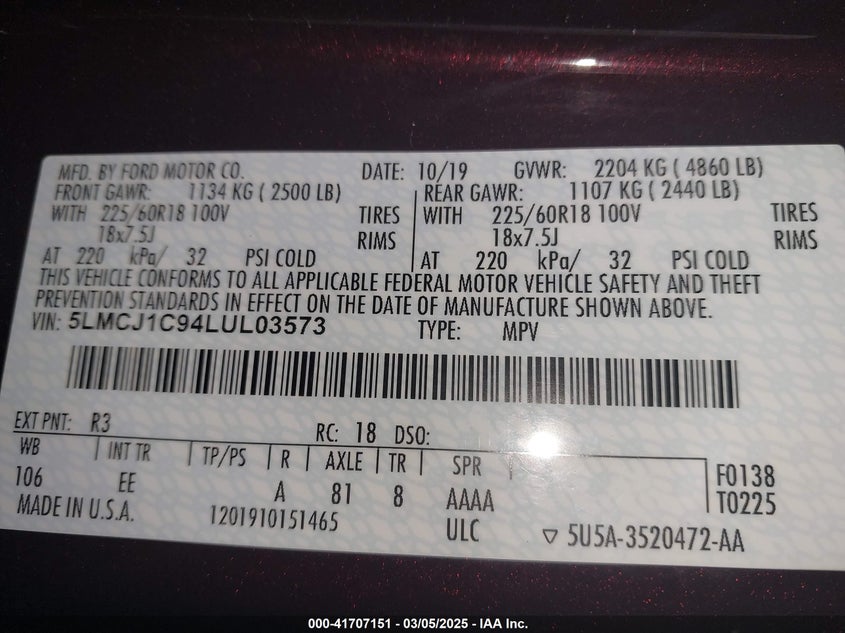 MFD. BY FORD MOTOR CO. DATE: 10/19 GVWR: 2204 KG ( 4860 LB)
FRONT GAWR: 1134 KG ( 2500 LB) REAR GAWR: 1107 KG ( 2440 LB)
WITH 225/60R18 100V TIRES WITH 225/60R18 100V TIRES
18x7.5J RIMS 18x7.5J RIMS
AT 220 kPa/ 32 PSI COLD AT 220 kPa/ 32 PSI COLD
THIS VEHICLE CONFORMS TO ALL APPLICABLE FEDERAL MOTOR VEHICLE SAFETY AND THEFT
PREVENTION STANDARDS IN EFFECT ON THE DATE OF MANUFACTURE SHOWN ABOVE.
VIN: 5LMCJ1C94LUL03573 TYPE: MPV
EXT PNT: R3 RC: 18 DSO:
WB INT TR TP/PS R AXLE TR SPR
106 EE A 81 8 AAAA F0138
T0225
MADE IN U.S.A. 1201910151465 ULC ▽ 5U5A-3520472-AA
000-41707151 — 03/05/2025 — IAA Inc.